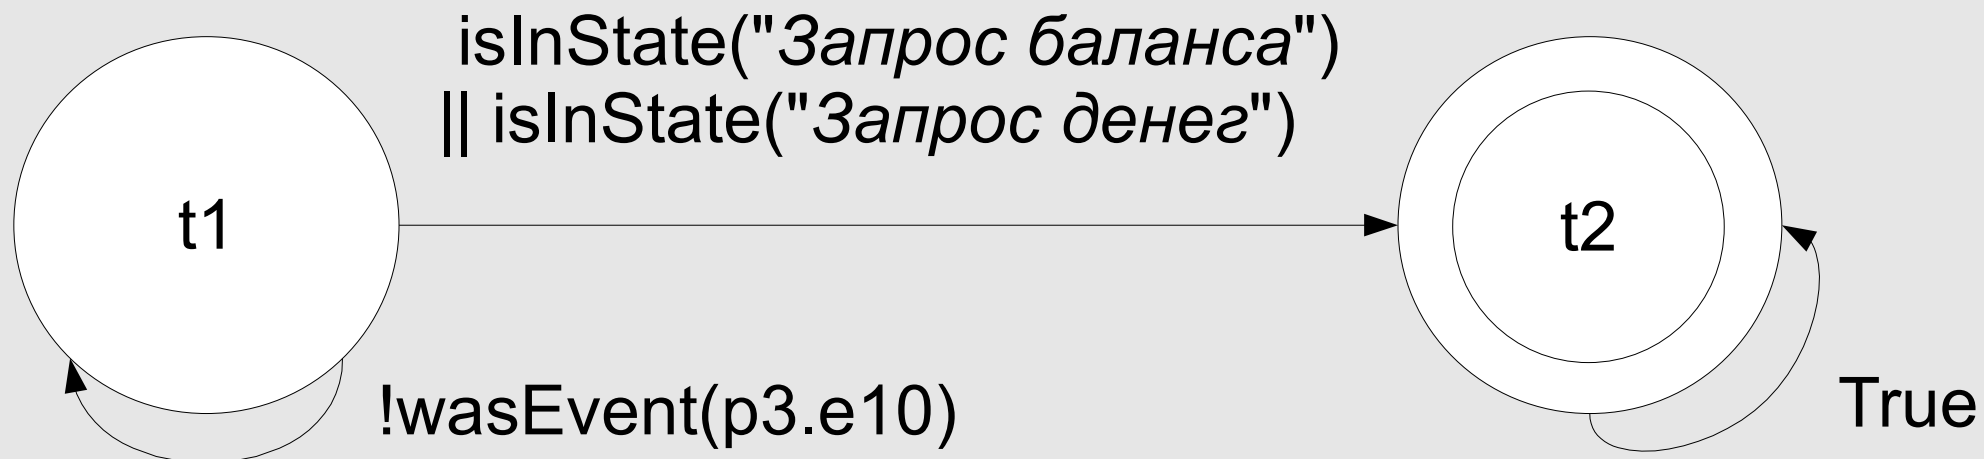 isInState("Запрос баланса")
|| isInState("Запрос денег")
t1
t2
!wasEvent(p3.e10)
True